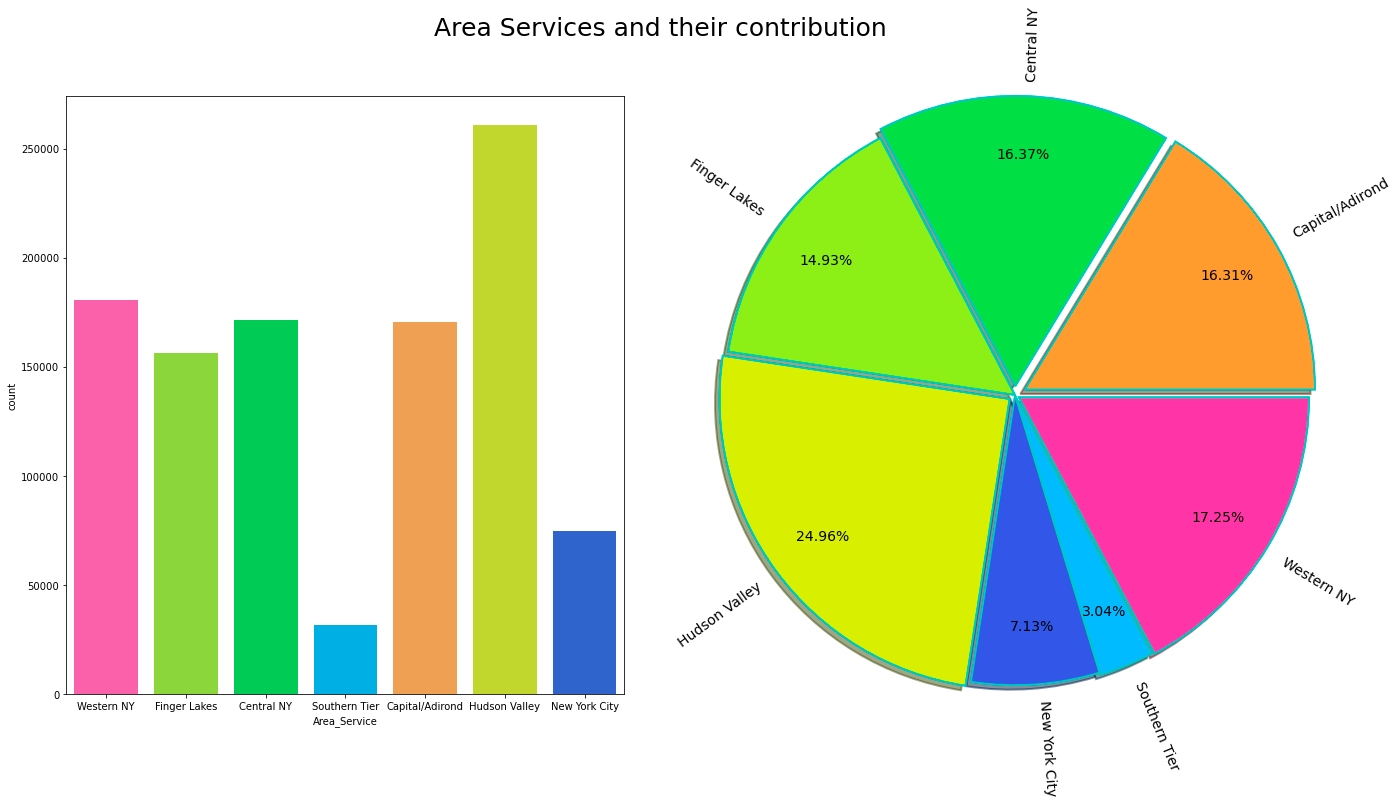 Area Services and their contribution
count
250000
200000
150000
100000
50000
0
Western NY
Finger Lakes
Central NY
Southern Tier
Capital/Adirond
Hudson Valley
New York City
Area_Service
Central NY
16.37%
Capital/Adirond
16.31%
Finger Lakes
14.93%
Hudson Valley
24.96%
New York City
7.13%
Southern Tier
3.04%
Western NY
17.25%